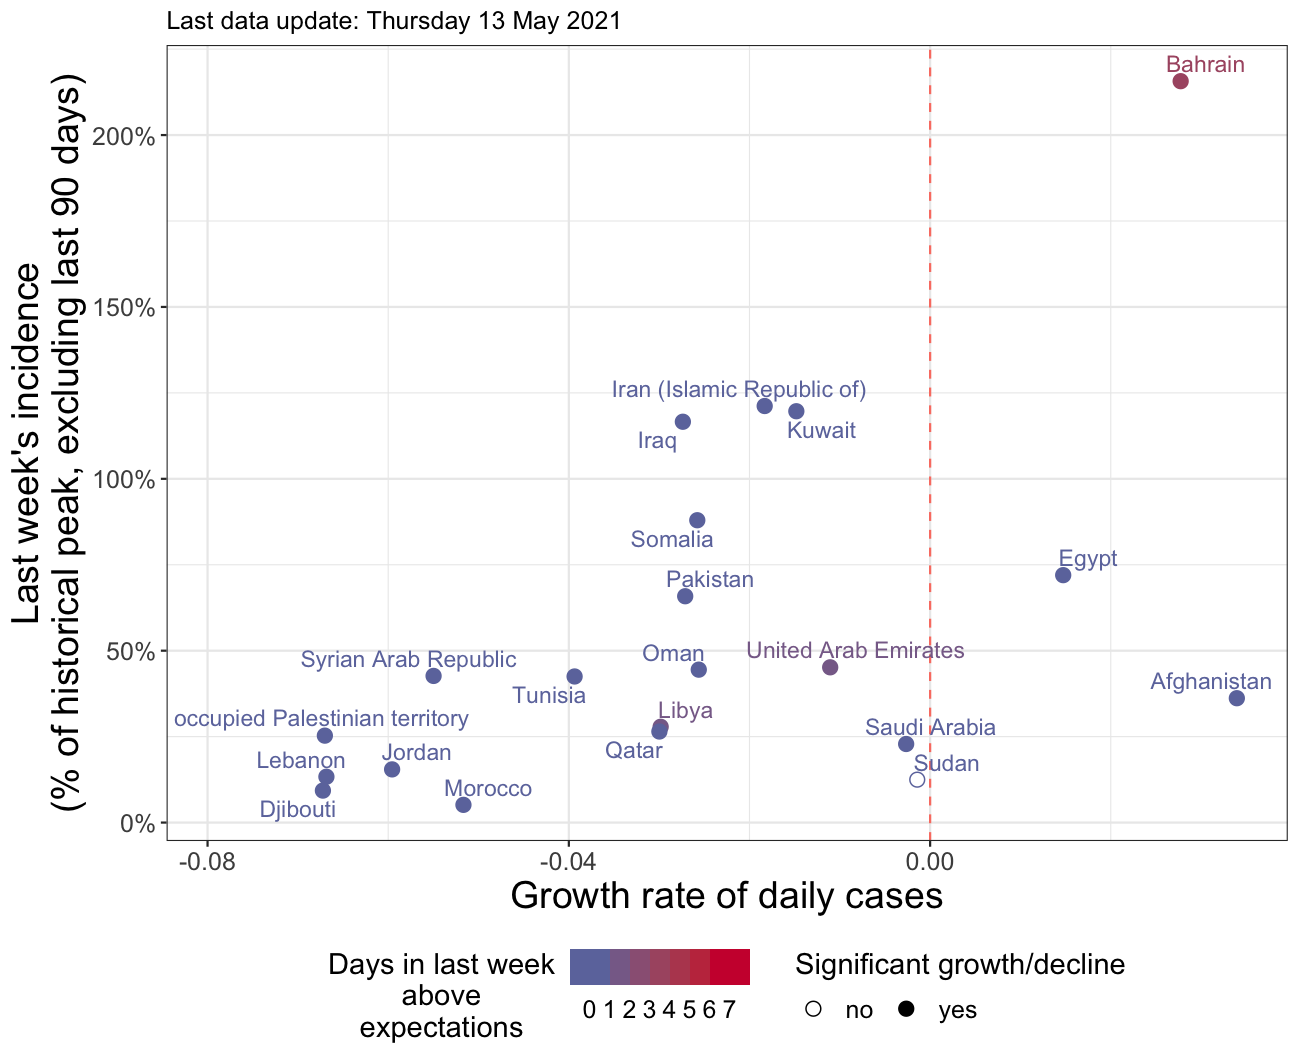 Last data update: Thursday 13 May 2021
Last week's incidence
(% of historical peak, excluding last 90 days)
200%
150%
100%
50%
0%
Bahrain
Iran (Islamic Republic of)
Kuwait
Iraq
Somalia
Egypt
Pakistan
United Arab Emirates
Oman
Syrian Arab Republic
Afghanistan
Tunisia
Libya
occupied Palestinian territory
Saudi Arabia
Qatar
Jordan
Lebanon
Sudan
Morocco
Djibouti
-0.08
-0.04
0.00
Growth rate of daily cases
Days in last week
above
expectations
0 1 2 3 4 5 6 7
Significant growth/decline
no
yes